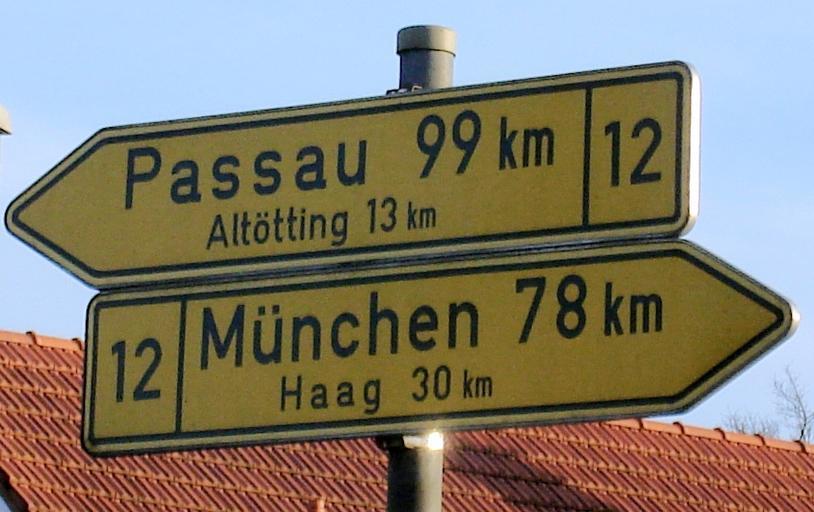 Passau 99 km 12
Altötting 13 km
12 München 78 km
Haag 30 km